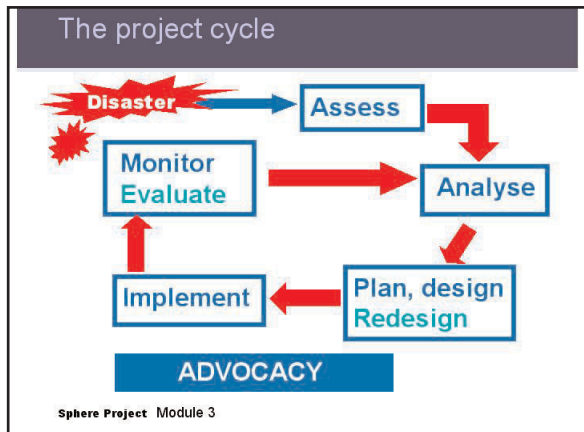 The project cycle
Disaster
Assess
Monitor
Evaluate
Analyse
Implement
Plan, design
Redesign
ADVOCACY
Sphere Project Module 3